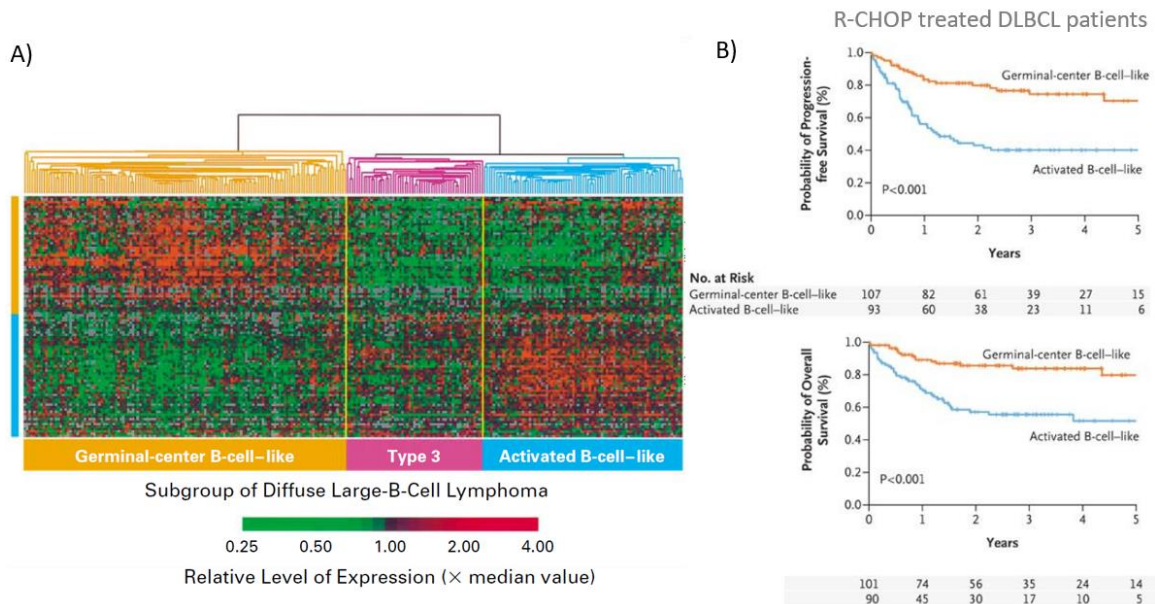 R-CHOP treated DLBCL patients
A)
Germinal-center B-cell–like Type 3 Activated B-cell–like
Subgroup of Diffuse Large-B-Cell Lymphoma
0.25 0.50 1.00 2.00 4.00
Relative Level of Expression (× median value)
B)
Probability of Progression-
free Survival (%)
1.0
0.8
0.6
0.4
0.2
0.0
Germinal-center B-cell–like
Activated B-cell–like
P<0.001
0 1 2 3 4 5
Years
No. at Risk
Germinal-center B-cell–like 107 82 61 39 27 15
Activated B-cell–like 93 60 38 23 11 6
Probability of Overall
Survival (%)
1.0
0.8
0.6
0.4
0.2
0.0
Germinal-center B-cell–like
Activated B-cell–like
P<0.001
0 1 2 3 4 5
Years
101 74 56 35 24 14
90 45 30 17 10 5